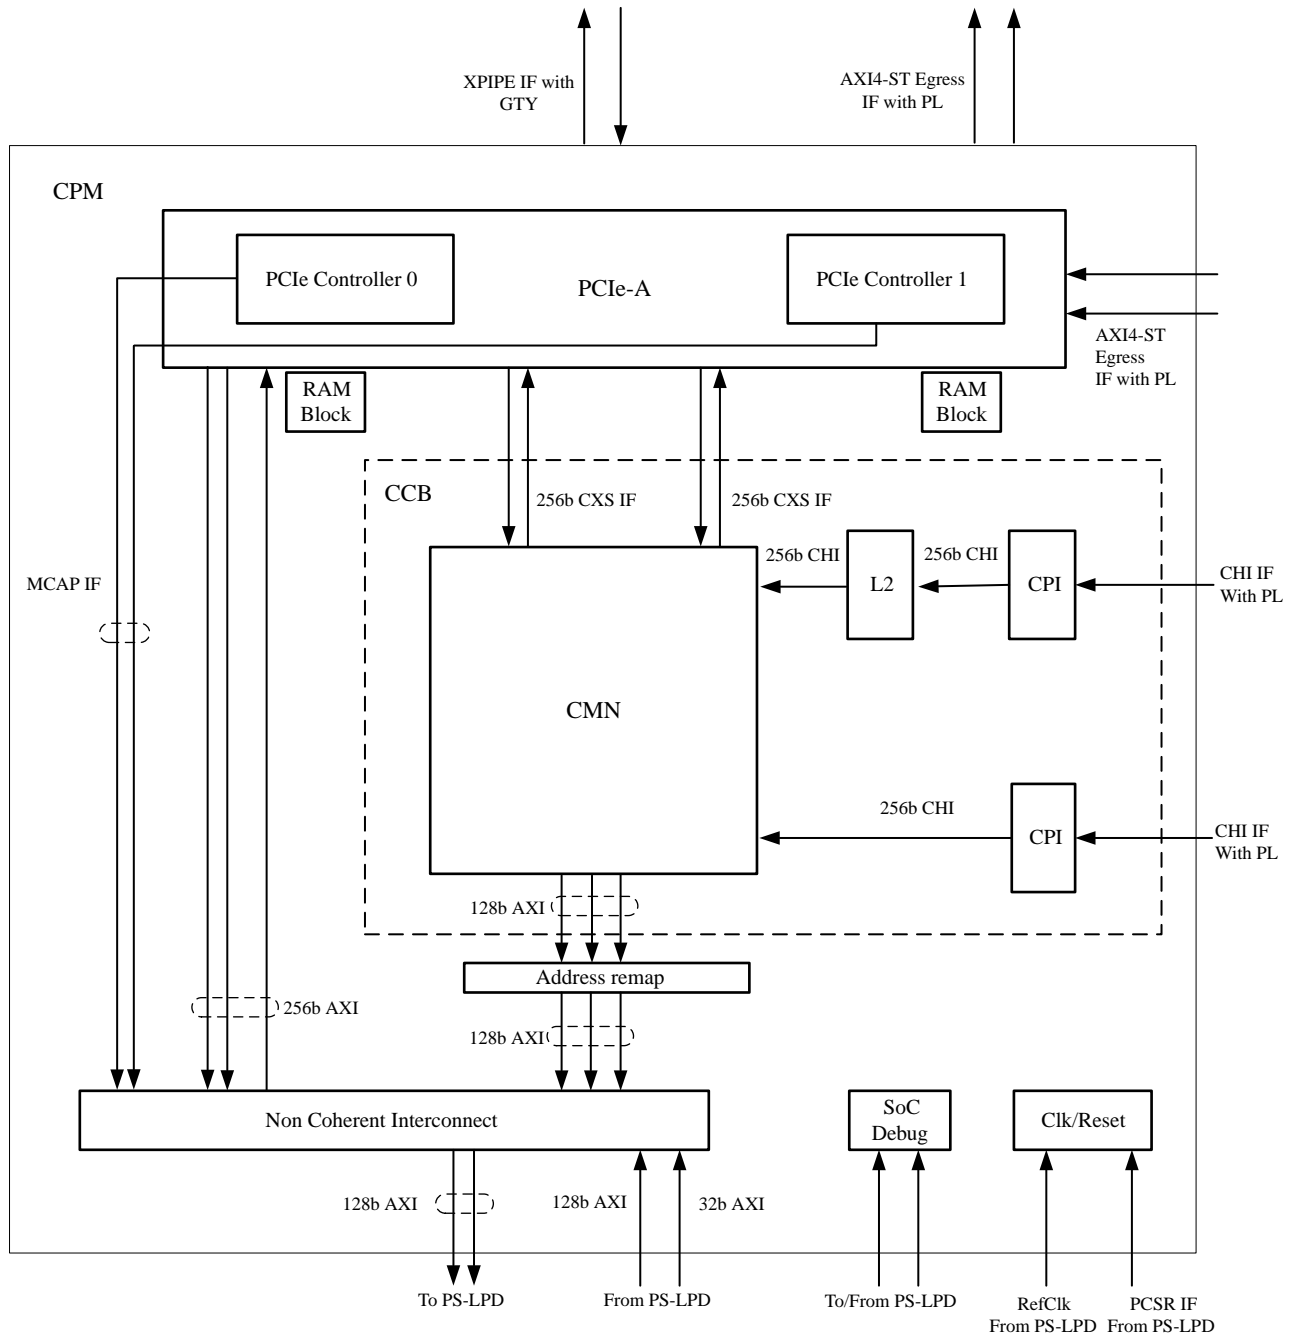 XPIPE IF with
GTY
AXI4-ST Egress
IF with PL
CPM
PCIe Controller 0
PCIe-A
PCIe Controller 1
AXI4-ST
Egress
IF with PL
RAM
Block
RAM
Block
CCB
256b CXS IF
256b CXS IF
256b CHI
256b CHI
L2
CPI
CHI IF
With PL
MCAP IF
CMN
256b CHI
CPI
CHI IF
With PL
128b AXI
Address remap
256b AXI
128b AXI
Non Coherent Interconnect
SoC
Debug
Clk/Reset
128b AXI
128b AXI
32b AXI
To PS-LPD
From PS-LPD
To/From PS-LPD
RefClk
From PS-LPD
PCSR IF
From PS-LPD